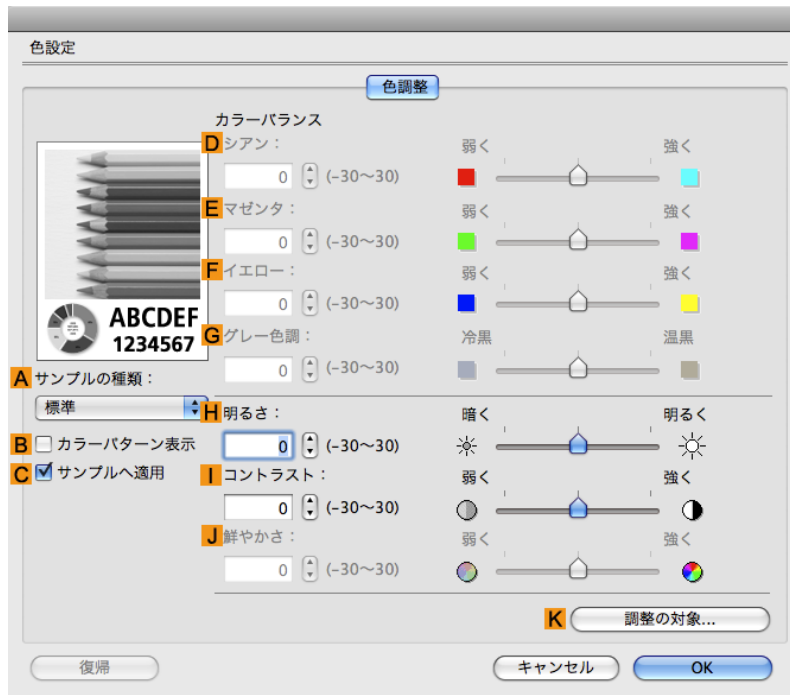 色設定
色調整
カラーバランス
D シアン： 弱く 強く
0 (-30～30)
E マゼンタ： 弱く 強く
0 (-30～30)
F イエロー： 弱く 強く
0 (-30～30)
ABCDEF
1234567
G グレー色調： 冷黒 温黒
0 (-30～30)
A サンプルの種類：
標準
H 明るさ： 暗く 明るく
0 (-30～30)
B カラーパターン表示
C サンプルへ適用
I コントラスト： 弱く 強く
0 (-30～30)
J 鮮やかさ： 弱く 強く
0 (-30～30)
K 調整の対象...
復帰 キャンセル OK